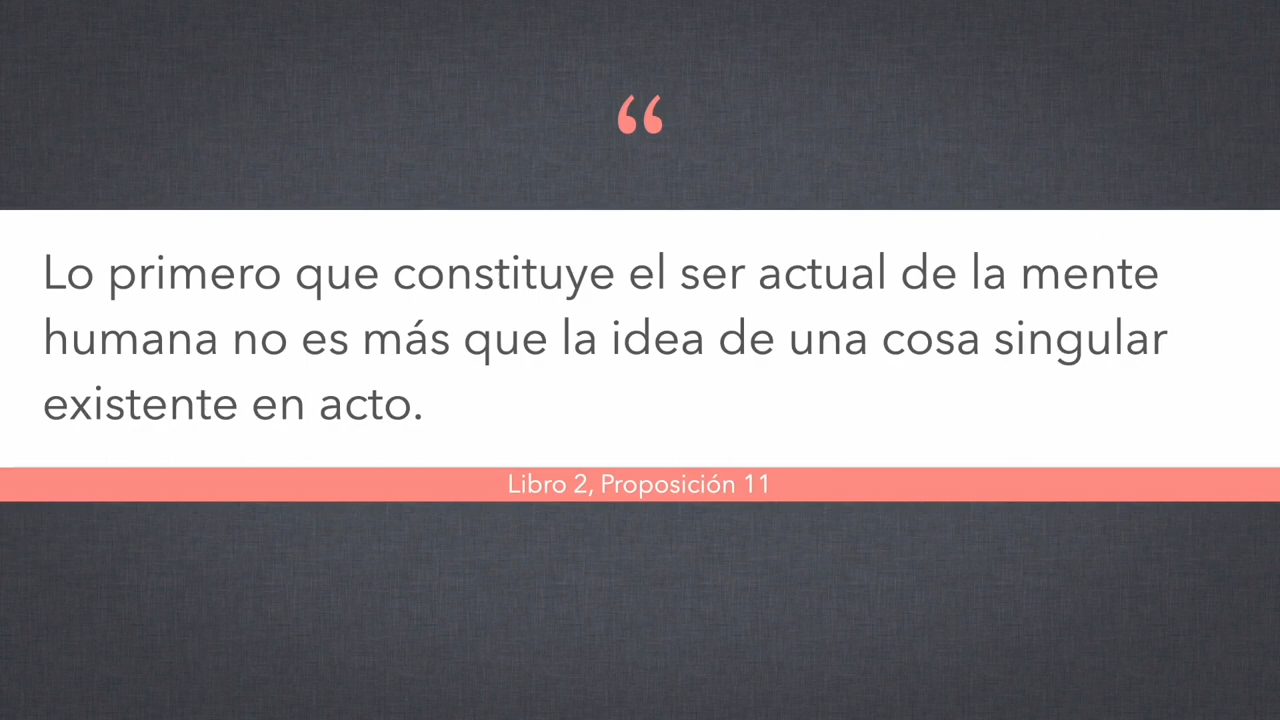 “
Lo primero que constituye el ser actual de la mente
humana no es más que la idea de una cosa singular
existente en acto.
Libro 2, Proposición 11